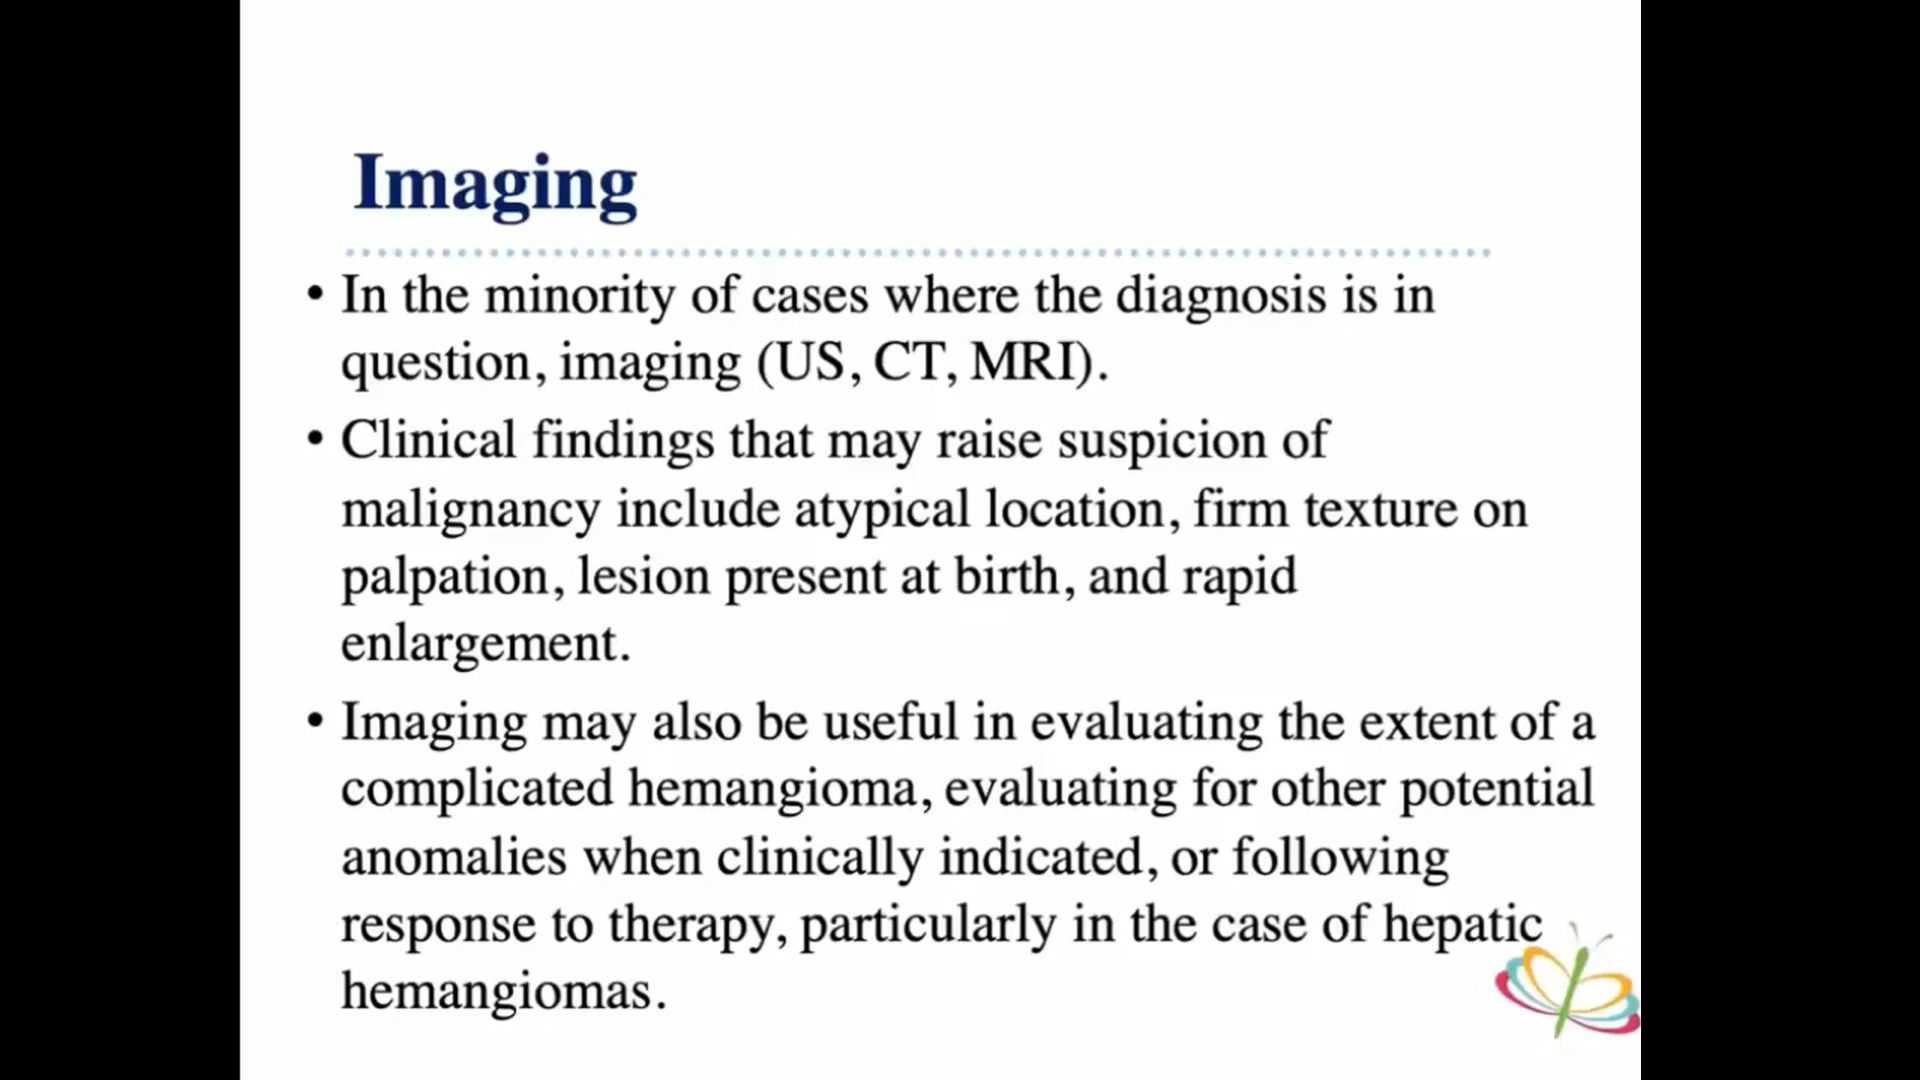 Imaging
• In the minority of cases where the diagnosis is in
question, imaging (US, CT, MRI).
• Clinical findings that may raise suspicion of
malignancy include atypical location, firm texture on
palpation, lesion present at birth, and rapid
enlargement.
• Imaging may also be useful in evaluating the extent of a
complicated hemangioma, evaluating for other potential
anomalies when clinically indicated, or following
response to therapy, particularly in the case of hepatic
hemangiomas.